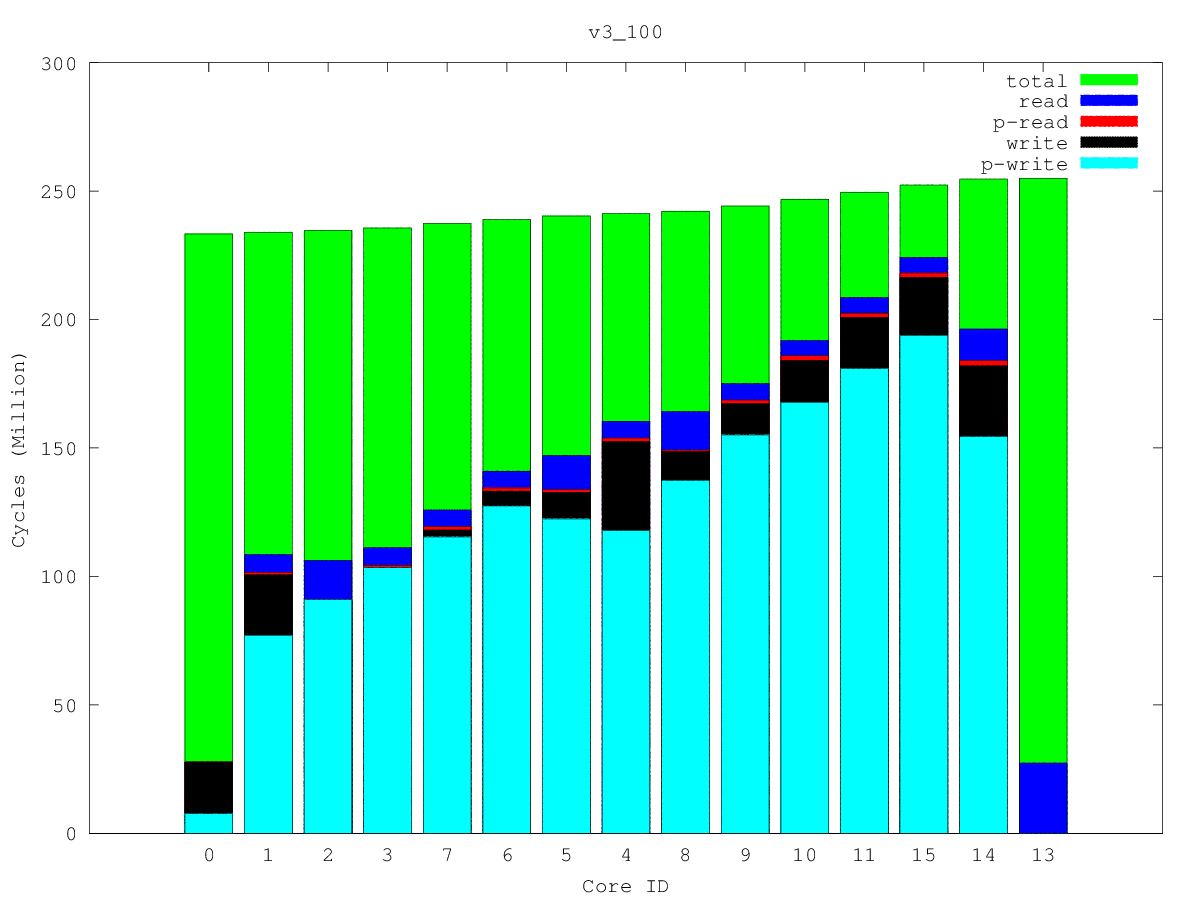 v3_100
300
250
200
150
100
50
0
Cycles (Million)
total
read
p-read
write
p-write
0 1 2 3 7 6 5 4 8 9 10 11 15 14 13
Core ID